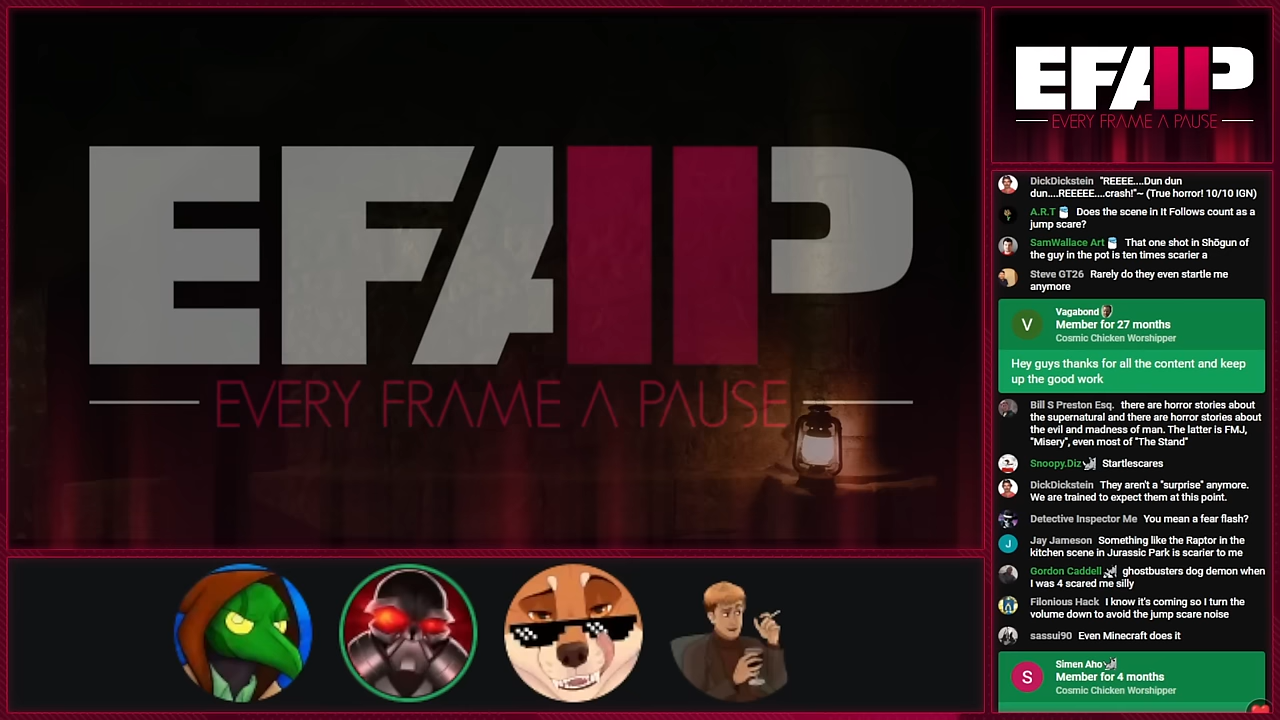 EFAP
EVERY FRAME A PAUSE
EFAP
EVERY FRAME A PAUSE
DickDickstein "REEEE....Dun dun
dun....REEEEE....crash!"~ (True horror! 10/10 IGN)
A.R.T Does the scene in It Follows count as a
jump scare?
SamWallace Art That one shot in Shōgun of
the guy in the pot is ten times scarier a
Steve GT26 Rarely do they even startle me
anymore
V
Vagabond
Member for 27 months
Cosmic Chicken Worshipper
Hey guys thanks for all the content and keep
up the good work
Bill S Preston Esq. there are horror stories about
the supernatural and there are horror stories about
the evil and madness of man. The latter is FMJ,
"Misery", even most of "The Stand"
Snoopy.Diz Startlescares
DickDickstein They aren't a "surprise" anymore.
We are trained to expect them at this point.
Detective Inspector Me You mean a fear flash?
J
Jay Jameson Something like the Raptor in the
kitchen scene in Jurassic Park is scarier to me
Gordon Caddell ghostbusters dog demon when
I was 4 scared me silly
Filonious Hack I know it's coming so I turn the
volume down to avoid the jump scare noise
sassui90 Even Minecraft does it
S
Simen Aho
Member for 4 months
Cosmic Chicken Worshipper